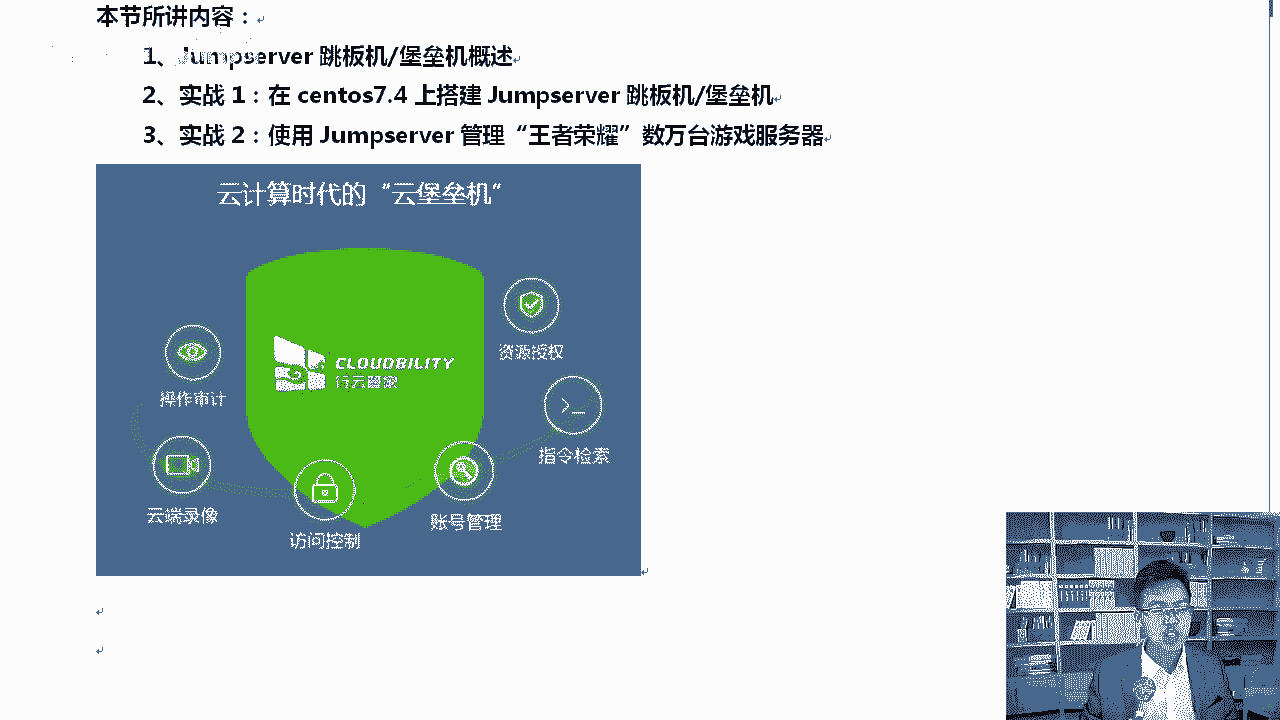 本节所讲内容：
1、Jumpserver 跳板机/堡垒机概述
2、实战 1：在 centos7.4 上搭建 Jumpserver 跳板机/堡垒机
3、实战 2：使用 Jumpserver 管理“王者荣耀”数万台游戏服务器
云计算时代的“云堡垒机“
资源授权
CLOUDBILITY
行云管家
操作审计
指令检索
云端录像
账号管理
访问控制